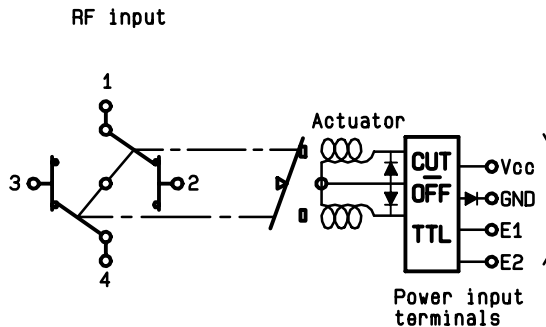 RF input
1
Actuator
3
2
4
CUT
OFF
TTL
Vcc
GND
E1
E2
Power input
terminals